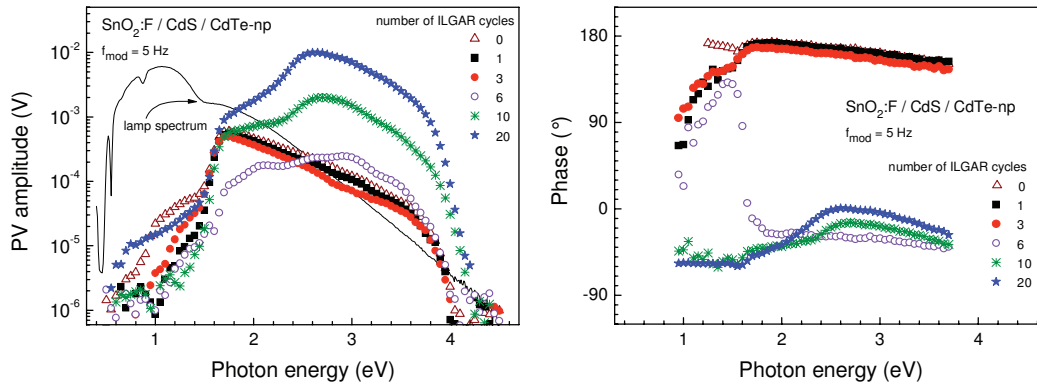 SnO2:F / CdS / CdTe-np
fmod = 5 Hz
number of ILGAR cycles
0
1
3
6
10
20
lamp spectrum
PV amplitude (V)
10-2
10-3
10-4
10-5
10-6
1
2
3
4
Photon energy (eV)
Phase (°)
180
90
0
-90
SnO2:F / CdS / CdTe-np
fmod = 5 Hz
number of ILGAR cycles
0
1
3
6
10
20
1
2
3
4
Photon energy (eV)